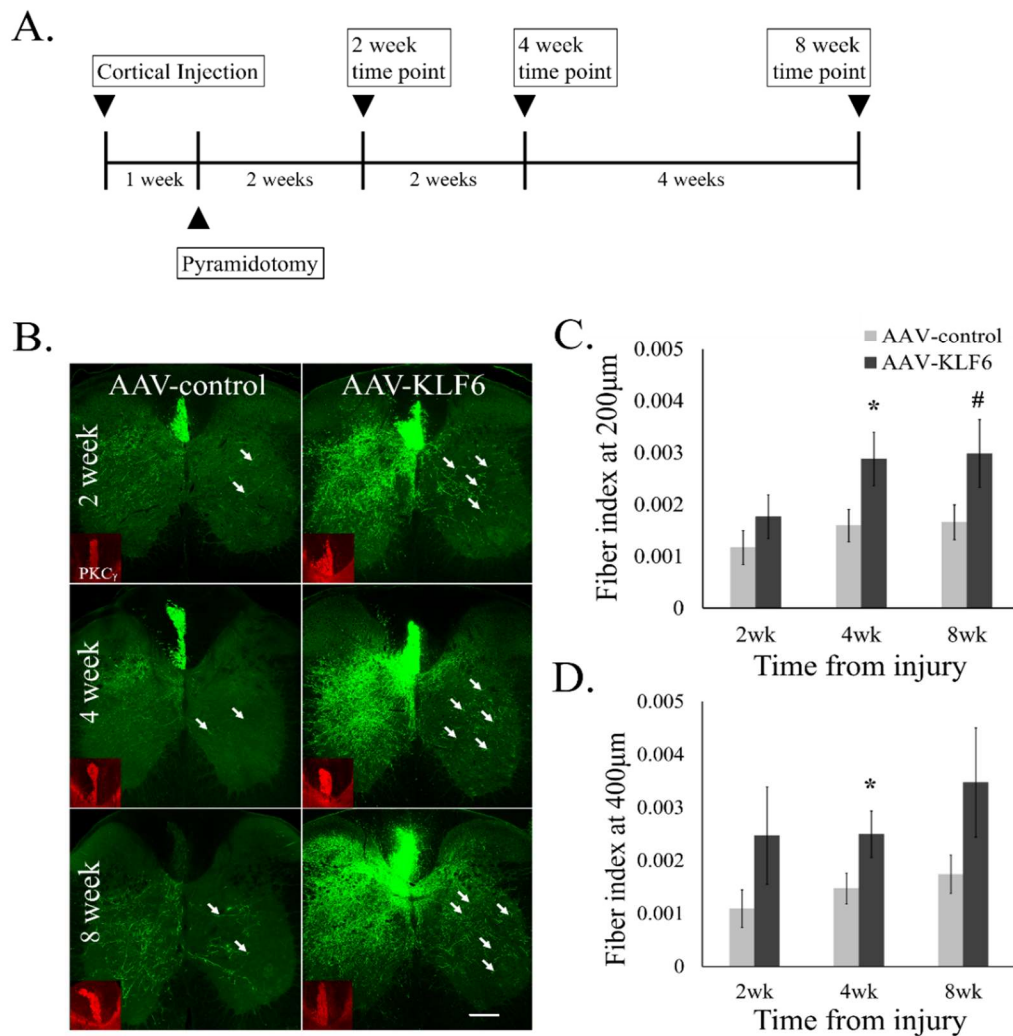 A.
Cortical Injection
2 week
time point
4 week
time point
8 week
time point
1 week
2 weeks
2 weeks
4 weeks
Pyramidotomy
B.
AAV-control
AAV-KLF6
2 week
PKCγ
4 week
8 week
C.
AAV-control
AAV-KLF6
Fiber index at 200µm
0.005
0.004
0.003
0.002
0.001
0
*
#
2wk
4wk
8wk
Time from injury
D.
Fiber index at 400µm
0.005
0.004
0.003
0.002
0.001
0
*
2wk
4wk
8wk
Time from injury